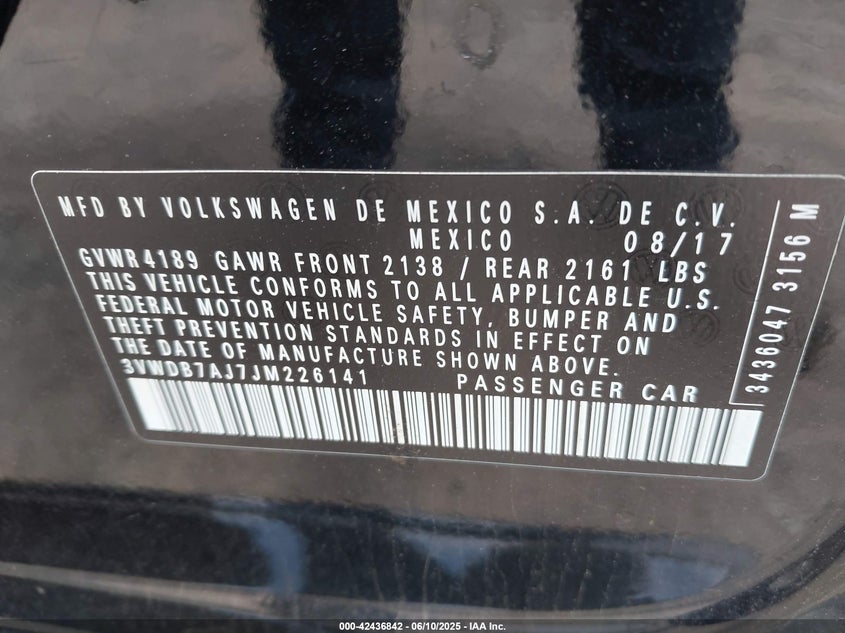 MFD BY VOLKSWAGEN DE MEXICO S.A. DE C.V.
MEXICO 08/17
GVWR4189 GAWR FRONT 2138 / REAR 2161 LBS
THIS VEHICLE CONFORMS TO ALL APPLICABLE U.S.
FEDERAL MOTOR VEHICLE SAFETY, BUMPER AND
THEFT PREVENTION STANDARDS IN EFFECT ON
THE DATE OF MANUFACTURE SHOWN ABOVE.
3VWDB7AJ7JM226141 PASSENGER CAR
3436047 3156 M
000-42436842 - 06/10/2025 - IAA Inc.